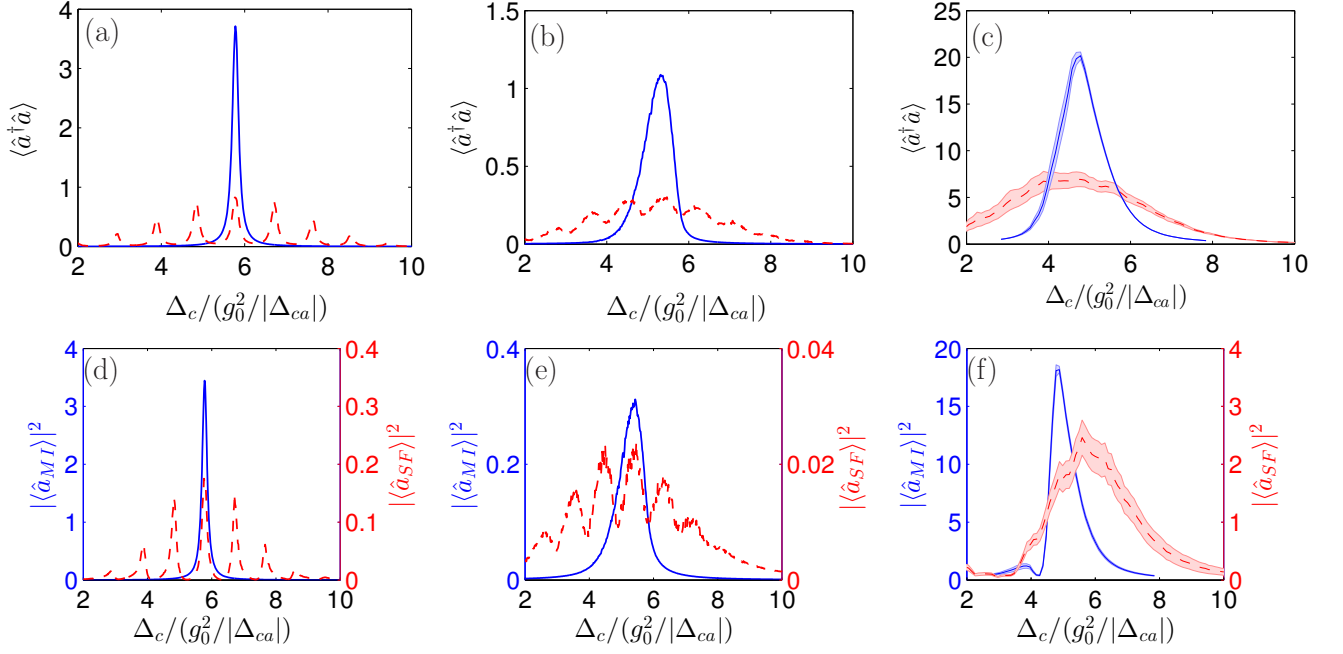 (a)
4
3
2
1
0
2 4 6 8 10
⟨â†â⟩
Δ_c/(g_0^2/|Δ_ca|)
(b)
1.5
1
0.5
0
2 4 6 8 10
⟨â†â⟩
Δ_c/(g_0^2/|Δ_ca|)
(c)
25
20
15
10
5
0
2 4 6 8 10
⟨â†â⟩
Δ_c/(g_0^2/|Δ_ca|)
(d)
4
3
2
1
0
0.4
0.3
0.2
0.1
0
2 4 6 8 10
|⟨â_MI⟩|^2
|⟨â_SF⟩|^2
Δ_c/(g_0^2/|Δ_ca|)
(e)
0.4
0.2
0
0.04
0.02
0
2 4 6 8 10
|⟨â_MI⟩|^2
|⟨â_SF⟩|^2
Δ_c/(g_0^2/|Δ_ca|)
(f)
20
15
10
5
0
4
3
2
1
0
2 4 6 8 10
|⟨â_MI⟩|^2
|⟨â_SF⟩|^2
Δ_c/(g_0^2/|Δ_ca|)